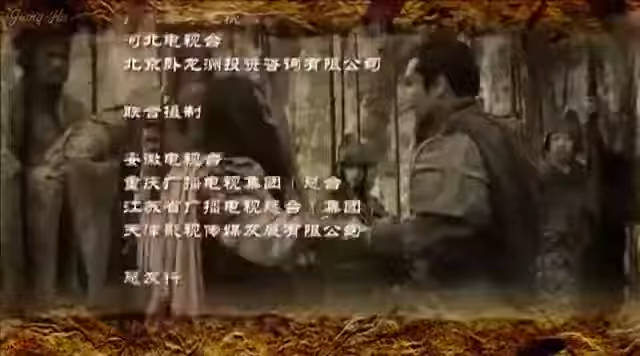 河北电视台
北京卧龙洲投资咨询有限公司
联合摄制
安徽电视台
重庆广播电视集团(总台)
江苏省广播电视总台(集团)
天津影视传媒发展有限公司
总发行